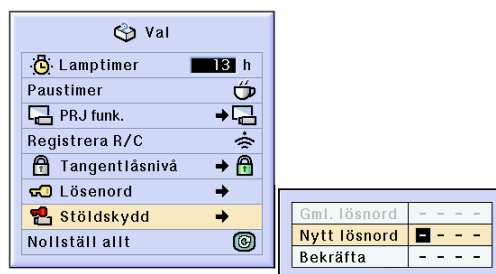 Val
Lamptimer 13 h
Paustimer
PRJ funk.
Registrera R/C
Tangentlåsnivå
Lösenord
Stöldskydd
Nollställ allt
Gml. lösnord - - - -
Nytt lösnord - - - -
Bekräfta - - - -